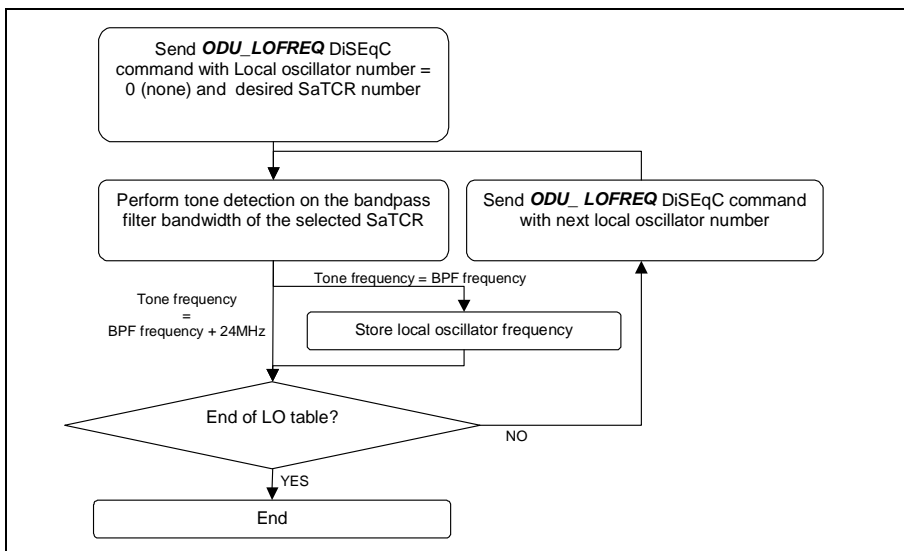 Send ODU_LOFREQ DiSEqC
command with Local oscillator number =
0 (none) and desired SaTCR number
Perform tone detection on the bandpass
filter bandwidth of the selected SaTCR
Send ODU_ LOFREQ DiSEqC command
with next local oscillator number
Tone frequency = BPF frequency
Tone frequency
=
BPF frequency + 24MHz
Store local oscillator frequency
End of LO table?
NO
YES
End